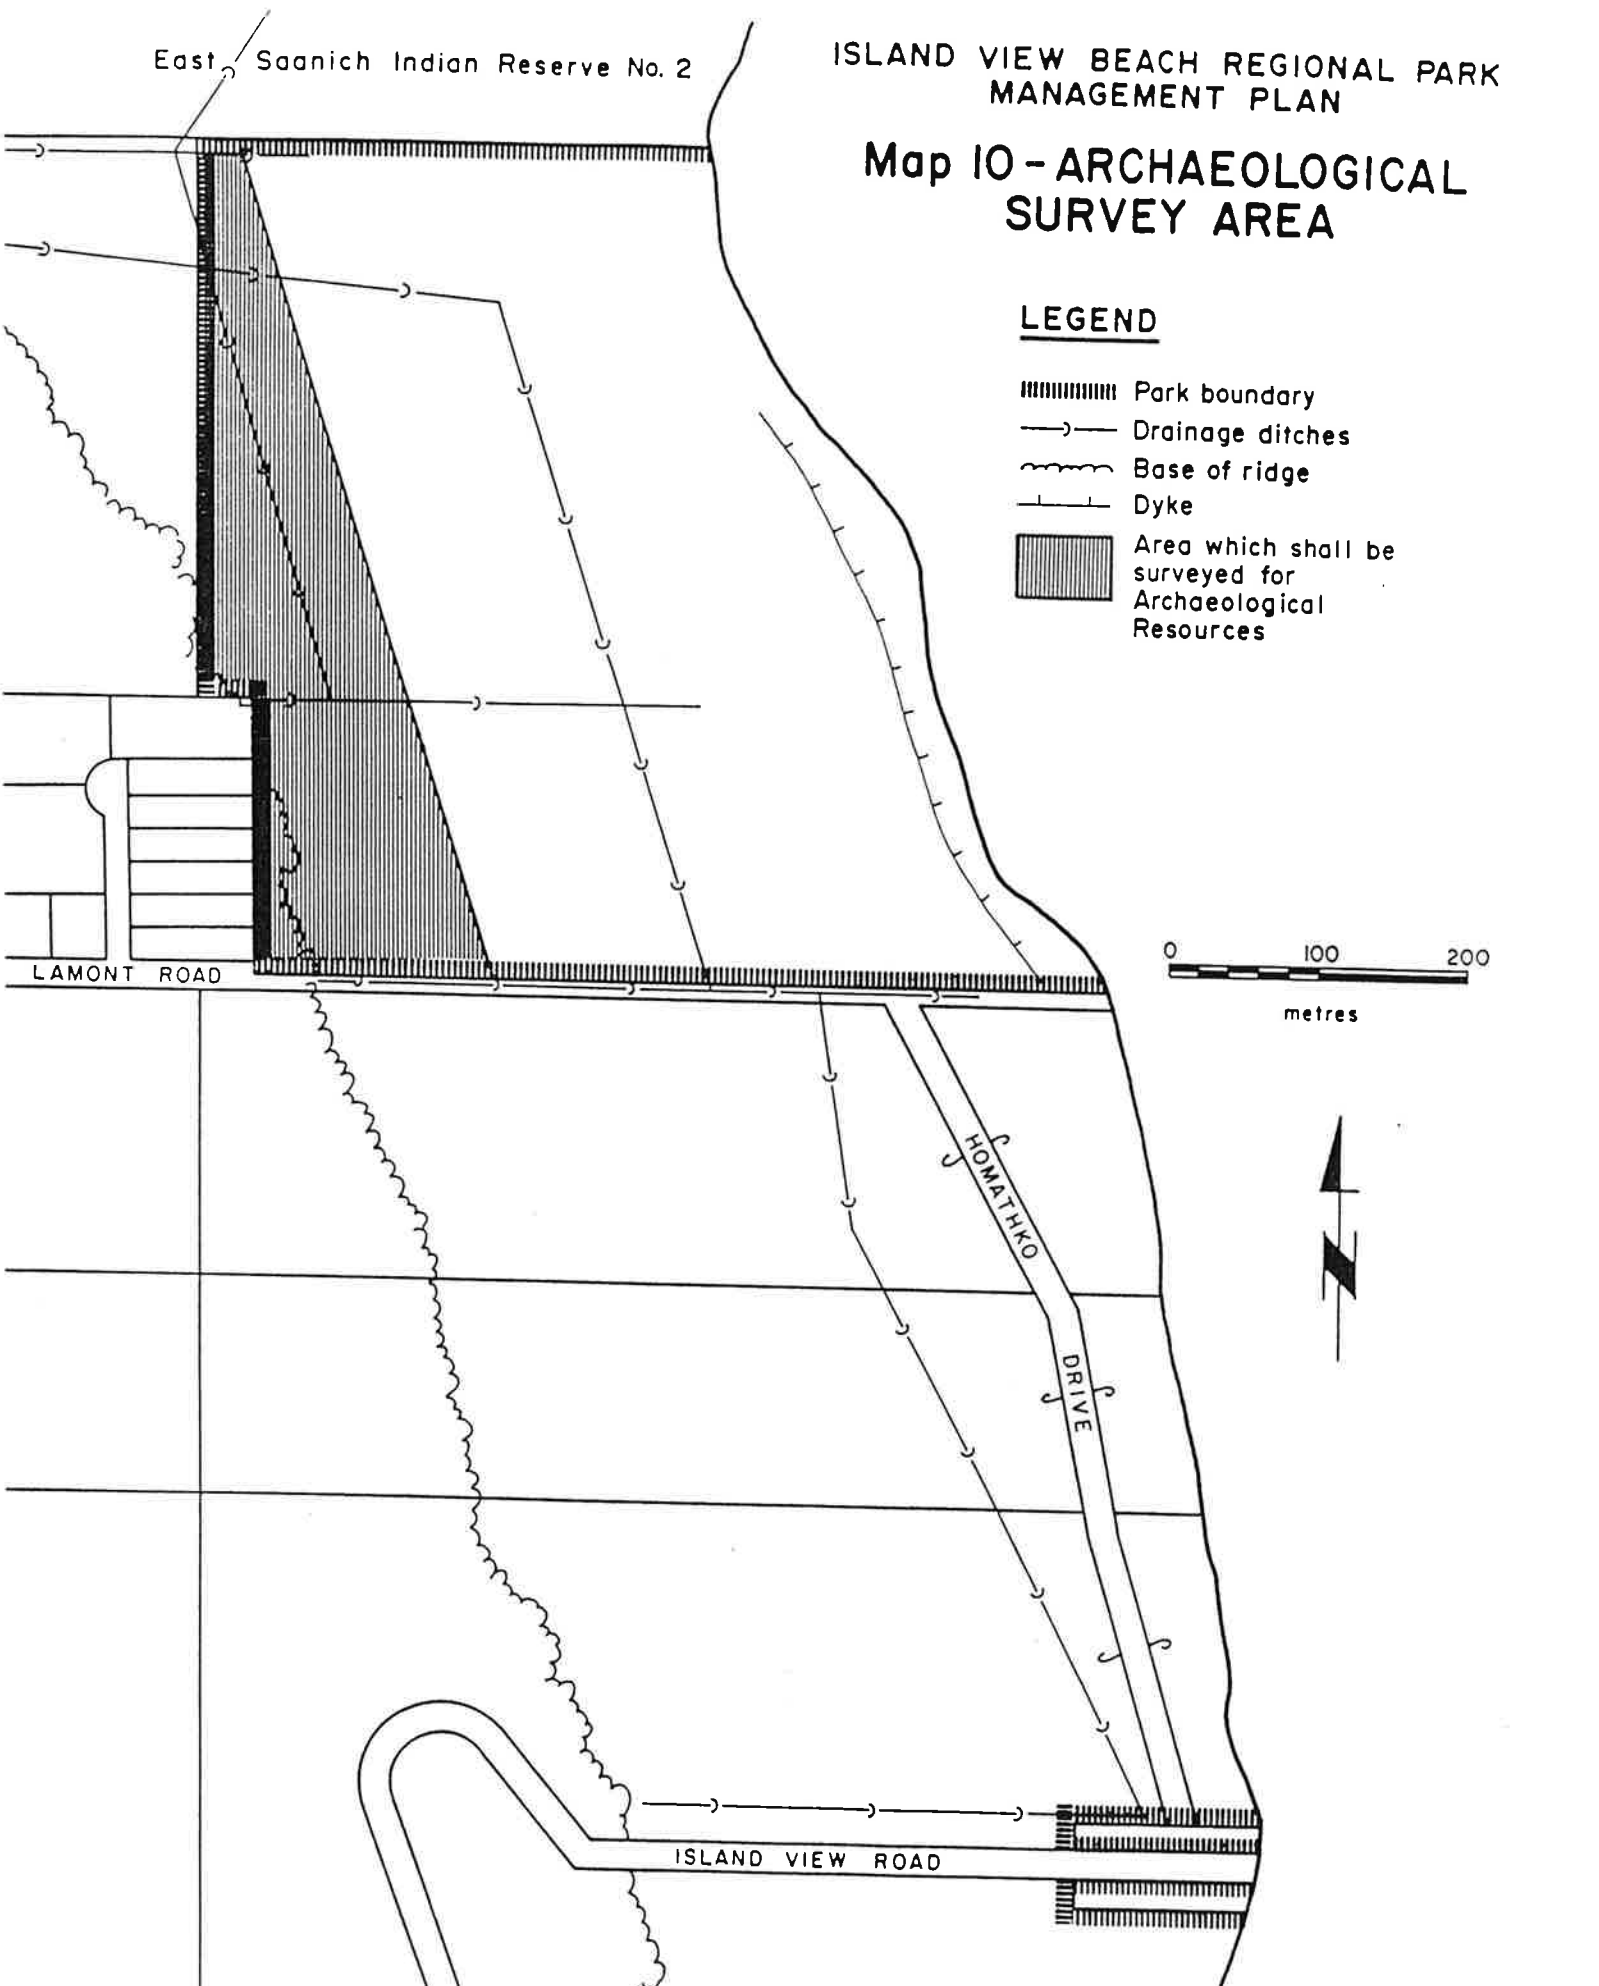 East Saanich Indian Reserve No. 2
ISLAND VIEW BEACH REGIONAL PARK
MANAGEMENT PLAN
Map 10-ARCHAEOLOGICAL
SURVEY AREA
LEGEND
Park boundary
Drainage ditches
Base of ridge
Dyke
Area which shall be
surveyed for
Archaeological
Resources
0 100 200
metres
LAMONT ROAD
N
HOMATHKO
DRIVE
ISLAND VIEW ROAD